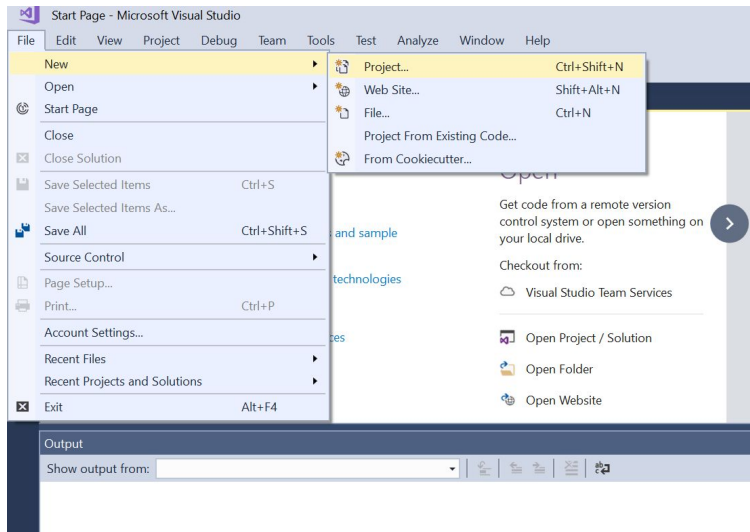 Start Page - Microsoft Visual Studio
File Edit View Project Debug Team Tools Test Analyze Window Help
New
Open
Start Page
Close
Close Solution
Save Selected Items Ctrl+S
Save Selected Items As...
Save All Ctrl+Shift+S
Source Control
Page Setup...
Print... Ctrl+P
Account Settings...
Recent Files
Recent Projects and Solutions
Exit Alt+F4
Project... Ctrl+Shift+N
Web Site... Shift+Alt+N
File... Ctrl+N
Project From Existing Code...
From Cookiecutter...
and sample
technologies
Open
Get code from a remote version
control system or open something on
your local drive.
Checkout from:
Visual Studio Team Services
Open Project / Solution
Open Folder
Open Website
Output
Show output from: